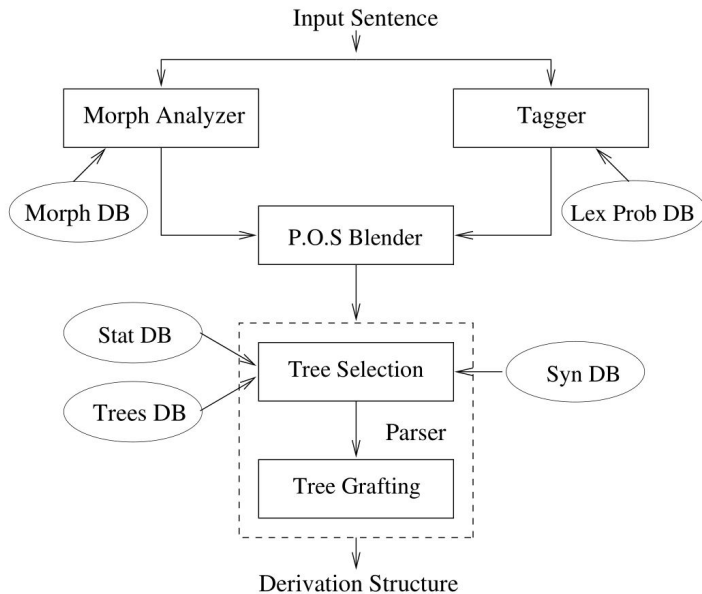 Input Sentence
Morph Analyzer
Tagger
Morph DB
Lex Prob DB
P.O.S Blender
Stat DB
Tree Selection
Syn DB
Trees DB
Parser
Tree Grafting
Derivation Structure